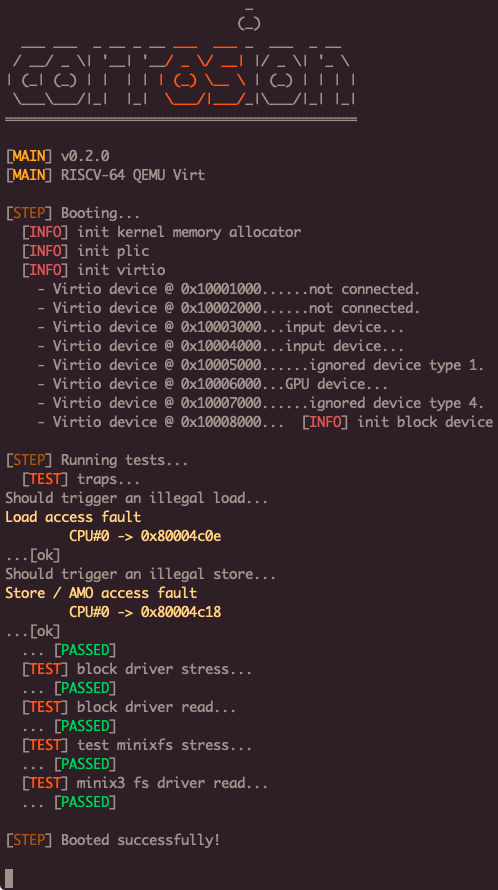 corrosion
[MAIN] v0.2.0
[MAIN] RISCV-64 QEMU Virt
[STEP] Booting...
[INFO] init kernel memory allocator
[INFO] init plic
[INFO] init virtio
- Virtio device @ 0x10001000......not connected.
- Virtio device @ 0x10002000......not connected.
- Virtio device @ 0x10003000...input device...
- Virtio device @ 0x10004000...input device...
- Virtio device @ 0x10005000......ignored device type 1.
- Virtio device @ 0x10006000...GPU device...
- Virtio device @ 0x10007000......ignored device type 4.
- Virtio device @ 0x10008000...  [INFO] init block device
[STEP] Running tests...
[TEST] traps...
Should trigger an illegal load...
Load access fault
CPU#0 -> 0x80004c0e
...[ok]
Should trigger an illegal store...
Store / AMO access fault
CPU#0 -> 0x80004c18
...[ok]
... [PASSED]
[TEST] block driver stress...
... [PASSED]
[TEST] block driver read...
... [PASSED]
[TEST] test minixfs stress...
... [PASSED]
[TEST] minix3 fs driver read...
... [PASSED]
[STEP] Booted successfully!